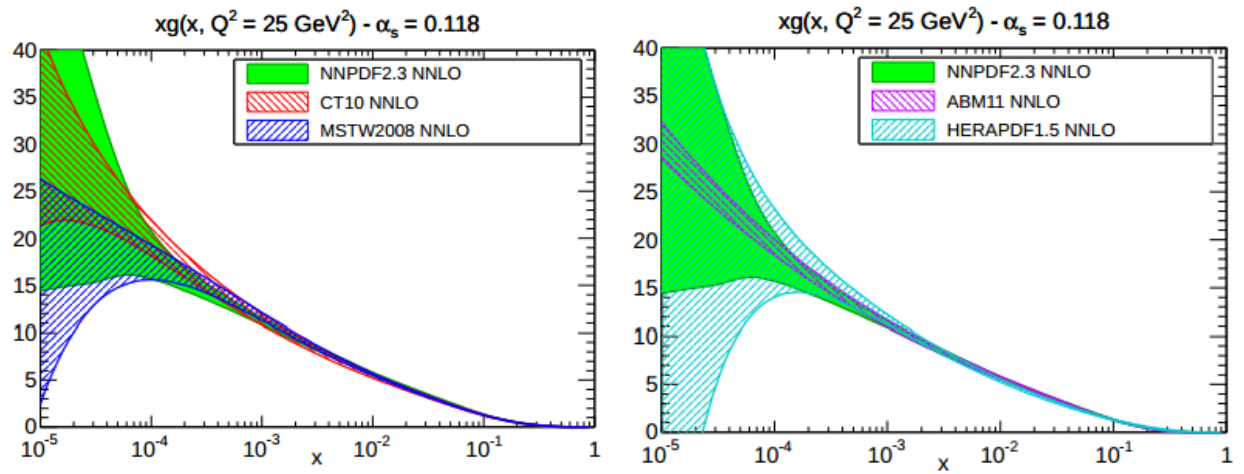 xg(x, Q² = 25 GeV²) - αₛ = 0.118
40
35
30
25
20
15
10
5
0
NNPDF2.3 NNLO
CT10 NNLO
MSTW2008 NNLO
10⁻⁵ 10⁻⁴ 10⁻³ 10⁻² 10⁻¹ 1
x
xg(x, Q² = 25 GeV²) - αₛ = 0.118
40
35
30
25
20
15
10
5
0
NNPDF2.3 NNLO
ABM11 NNLO
HERAPDF1.5 NNLO
10⁻⁵ 10⁻⁴ 10⁻³ 10⁻² 10⁻¹ 1
x